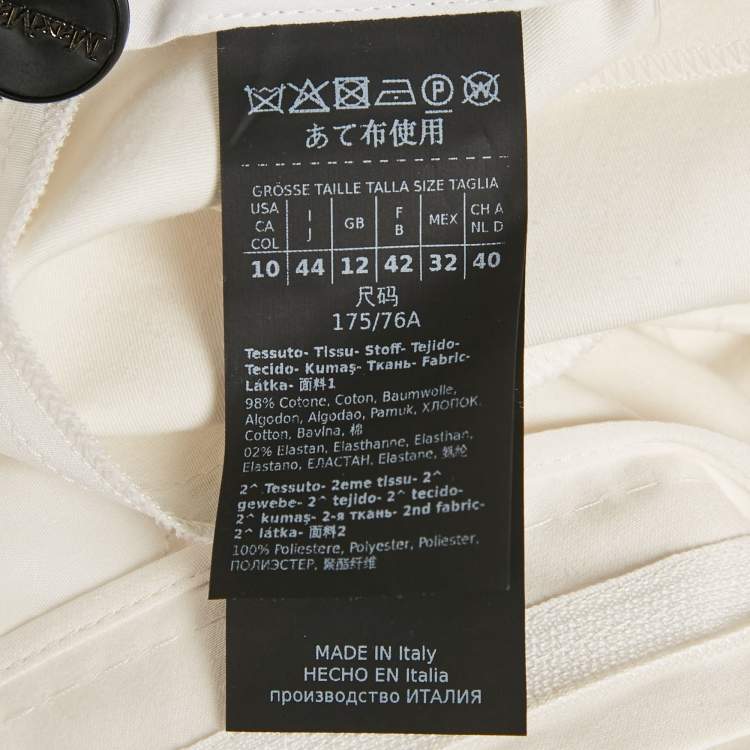 MaxMa
P W
あて布使用
GRÖSSE TAILLE TALLA SIZE TAGLIA
USA CA COL I J GB F B MEX CH A NL D
10 44 12 42 32 40
尺码
175/76A
Tessuto- Tissu- Stoff- Tejido-
Tecido- Kumaş- Ткань- Fabric-
Látka- 面料1
98% Cotone, Coton, Baumwolle,
Algodon, Algodao, Pamuk, ХЛОПОК.
Cotton, Bavlna, 棉
02% Elastan, Elasthanne, Elasthan,
Elastano, ЕЛАСТАН, Elastane, 氨纶
2^ Tessuto- 2eme tissu- 2^
gewebe- 2^ tejido- 2^ tecido-
2^ kumaş- 2-я ткань- 2nd fabric-
2^ látka- 面料2
100% Poliestere, Polyester, Poliester,
ПОЛИЭСТЕР, 聚酯纤维
MADE IN Italy
HECHO EN Italia
производство ИТАЛИЯ